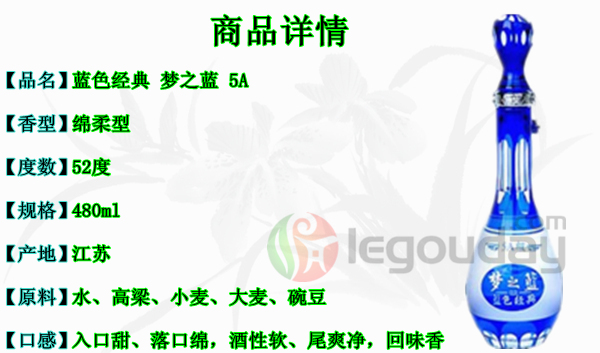 商品详情
【品名】蓝色经典 梦之蓝 5A
【香型】绵柔型
【度数】52度
【规格】480ml
【产地】江苏
【原料】水、高梁、小麦、大麦、碗豆
【口感】入口甜、落口绵，酒性软、尾爽净，回味香
legouday.com
梦之蓝
蓝色经典